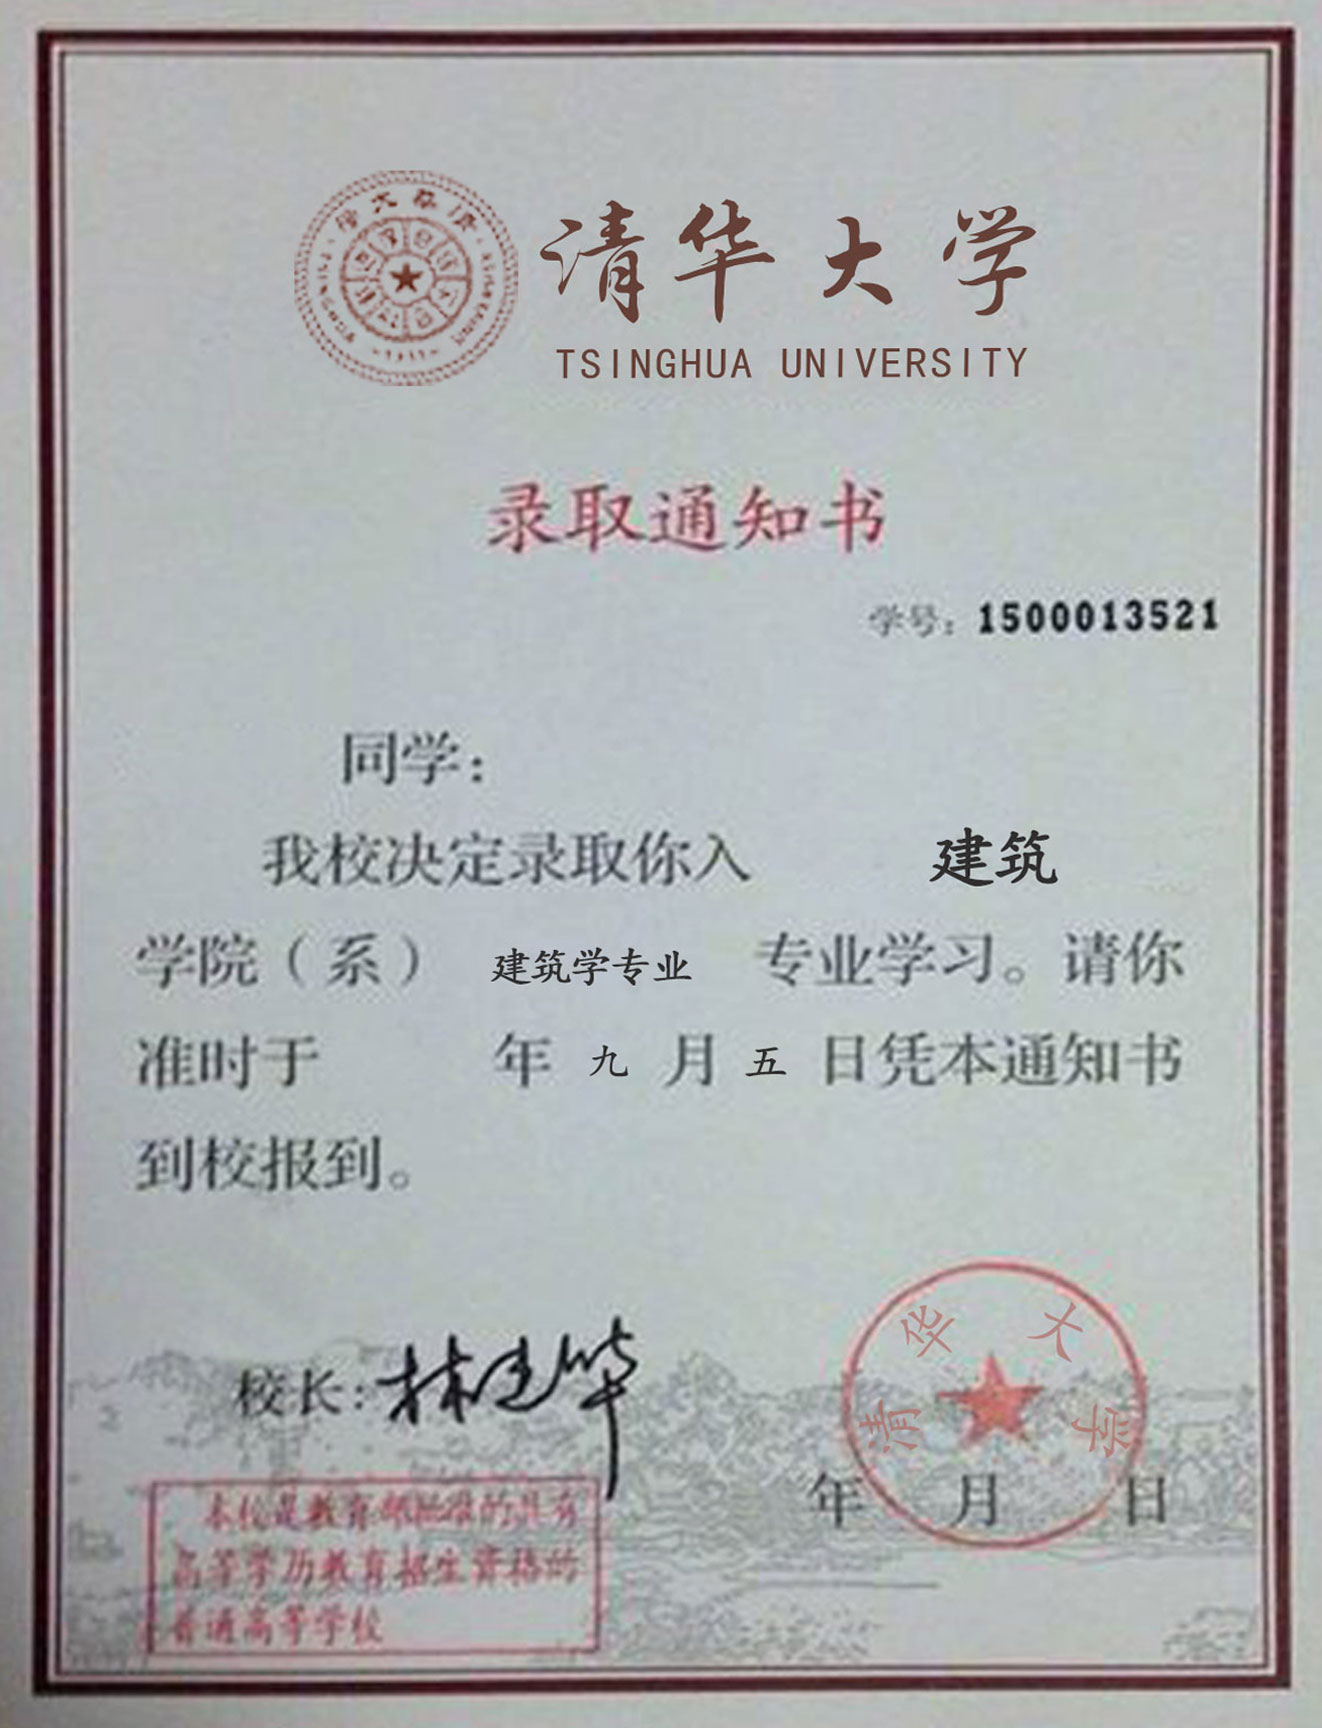 清华大学
TSINGHUA UNIVERSITY
录取通知书
学号：1500013521
同学：
我校决定录取你入 建筑
学院（系） 建筑学专业 专业学习。请你
准时于 年 九 月 五 日凭本通知书
到校报到。
清华大学
校长：林建华
年 月 日
本校是教育部批准的具有
高等学历教育招生资格的
普通高等学校